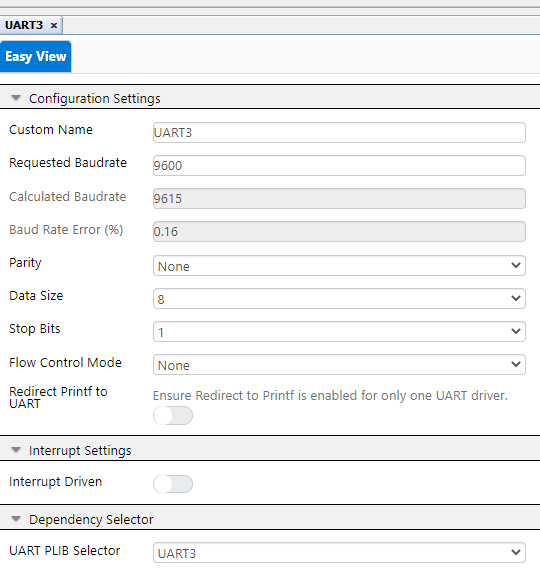 UART3 ×
Easy View
Configuration Settings
Custom Name UART3
Requested Baudrate 9600
Calculated Baudrate 9615
Baud Rate Error (%) 0.16
Parity None
Data Size 8
Stop Bits 1
Flow Control Mode None
Redirect Printf to
UART
Ensure Redirect to Printf is enabled for only one UART driver.
Interrupt Settings
Interrupt Driven
Dependency Selector
UART PLIB Selector UART3